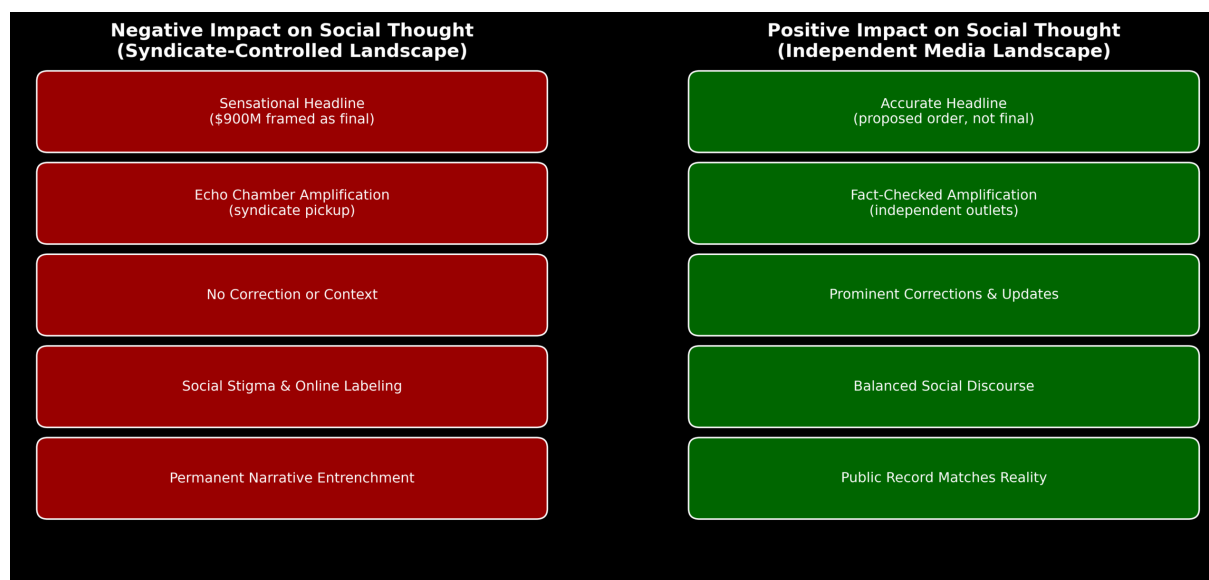 Negative Impact on Social Thought
(Syndicate-Controlled Landscape)
Sensational Headline
($900M framed as final)
Echo Chamber Amplification
(syndicate pickup)
No Correction or Context
Social Stigma & Online Labeling
Permanent Narrative Entrenchment
Positive Impact on Social Thought
(Independent Media Landscape)
Accurate Headline
(proposed order, not final)
Fact-Checked Amplification
(independent outlets)
Prominent Corrections & Updates
Balanced Social Discourse
Public Record Matches Reality